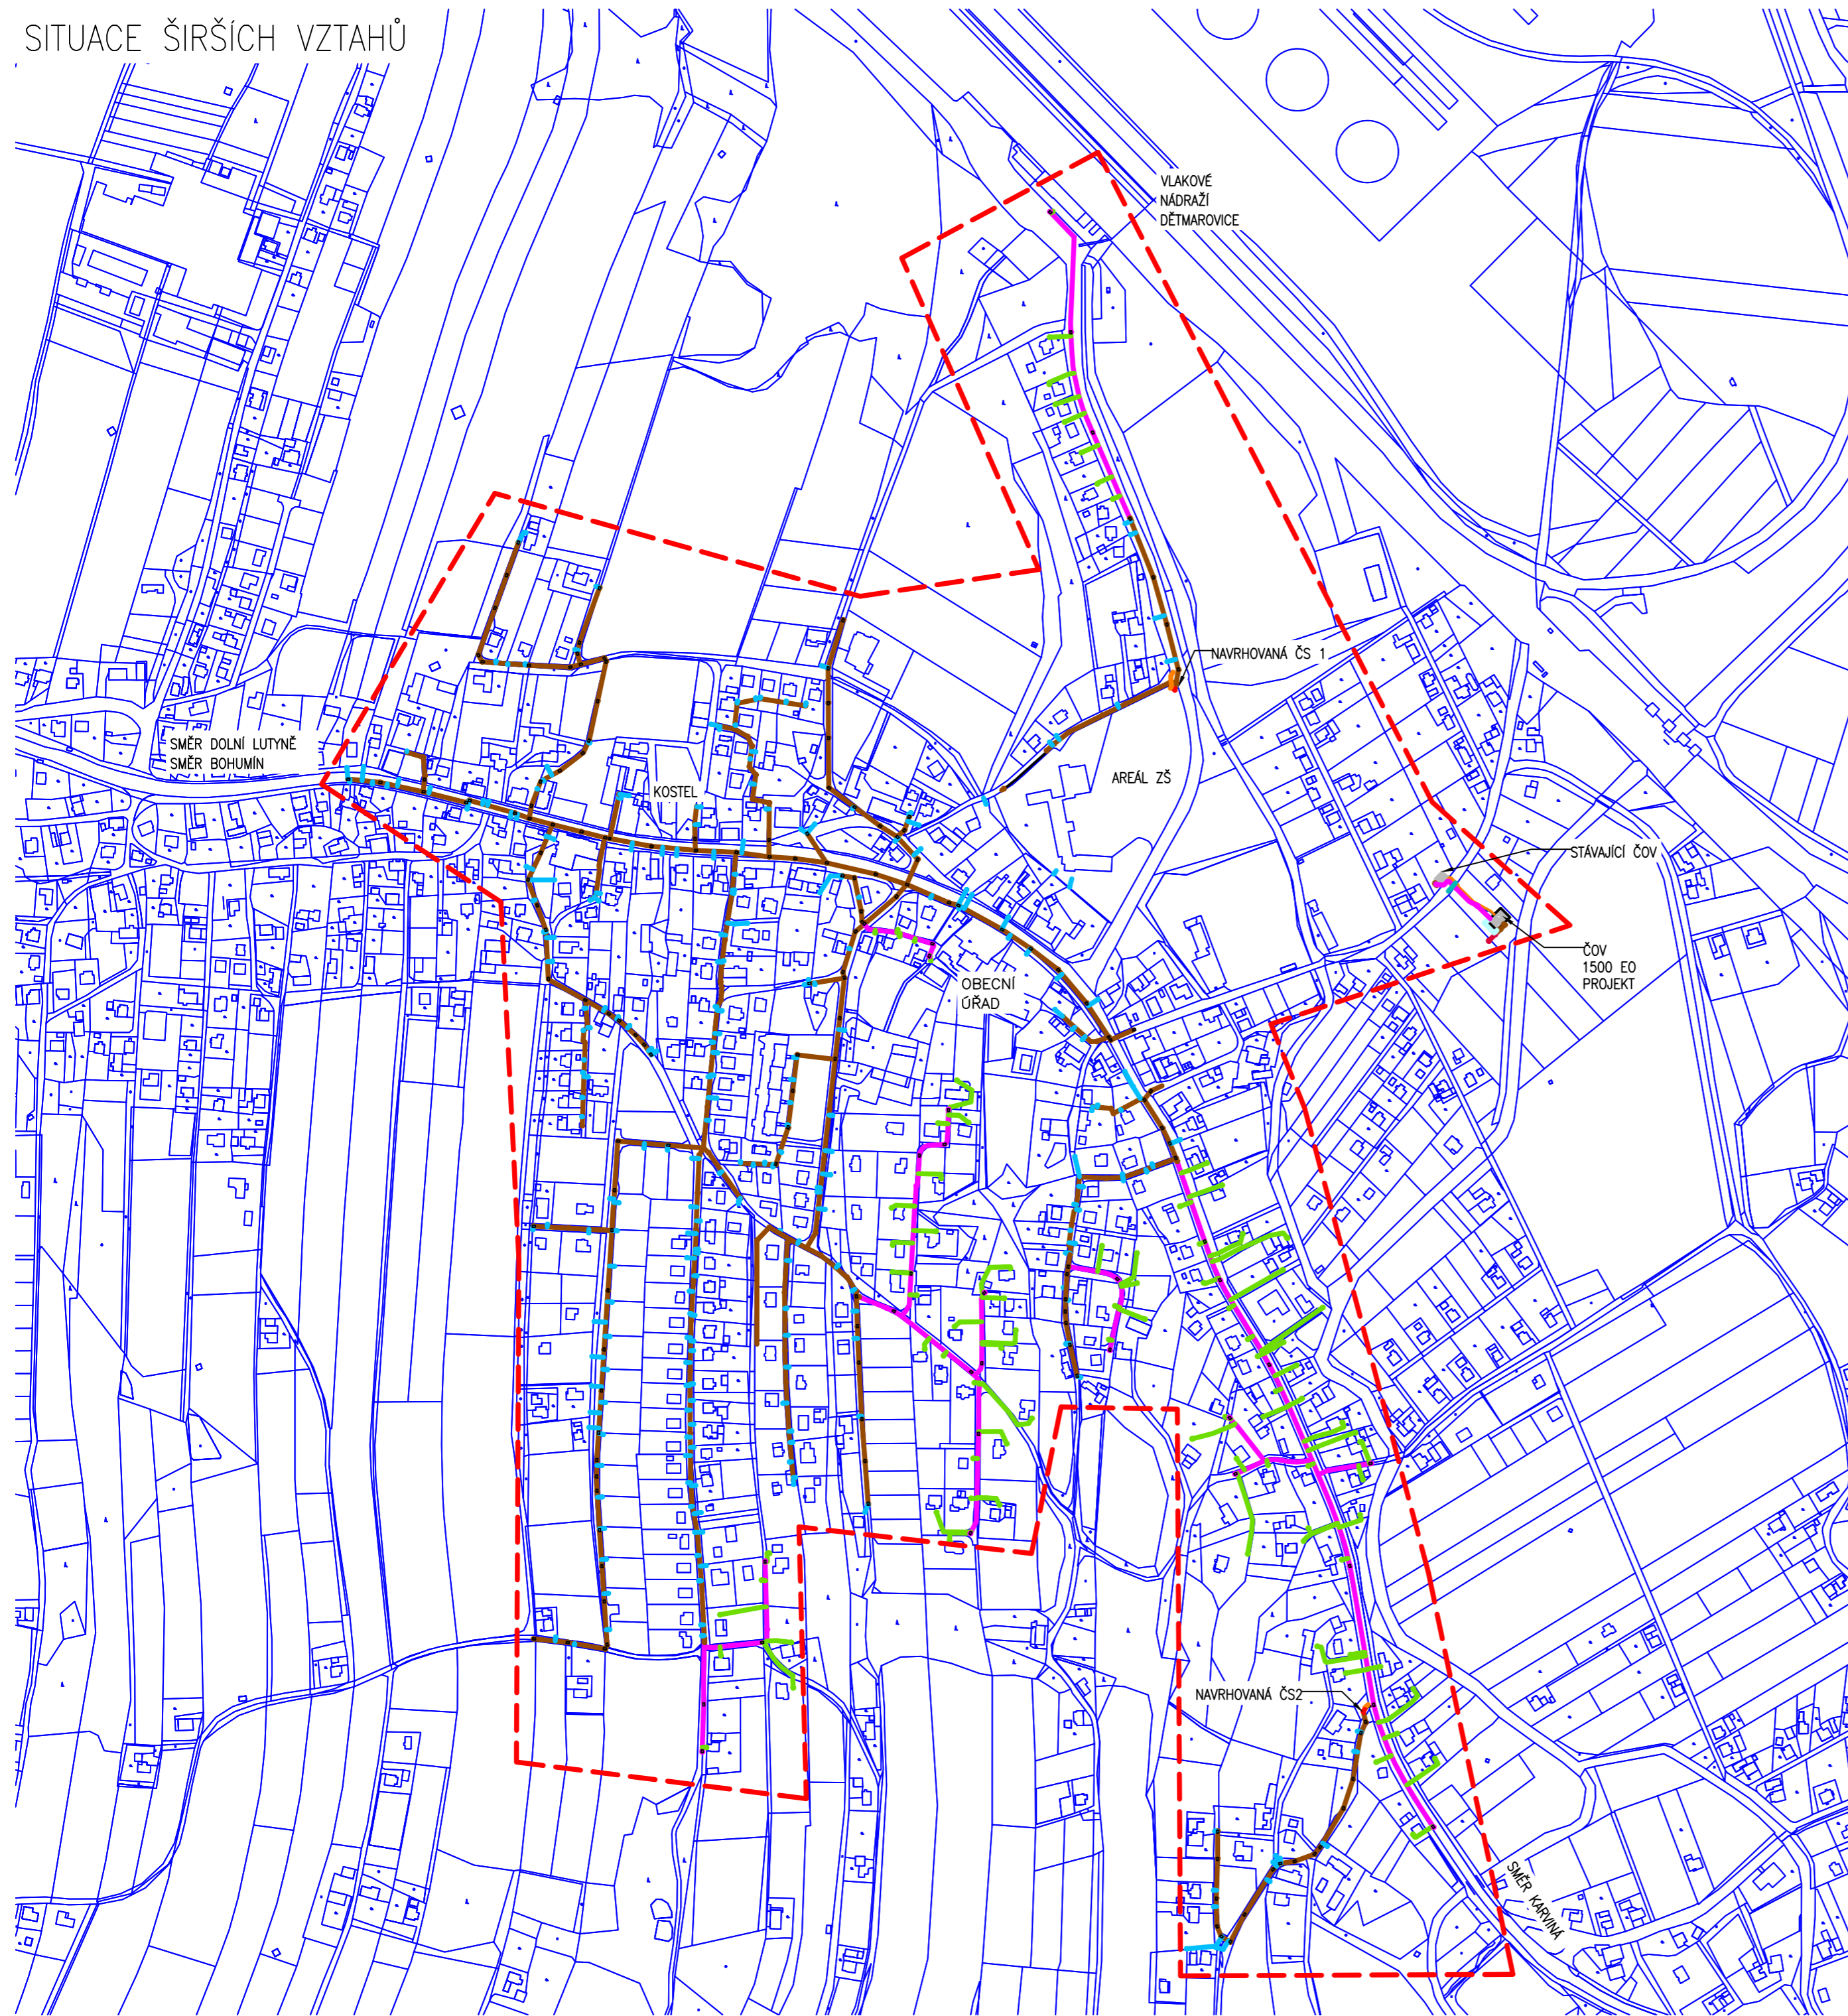 SITUACE ŠIRŠÍCH VZTAHŮ
VLAKOVÉ
NÁDRAŽÍ
DĚTMAROVICE
NAVRHOVANÁ ČS 1
SMĚR DOLNÍ LUTYNĚ
SMĚR BOHUMÍN
KOSTEL
AREÁL ZŠ
STÁVAJÍCÍ ČOV
ČOV
1500 EO
PROJEKT
OBECNÍ
ÚŘAD
NAVRHOVANÁ ČS2
SMĚR KARVINÁ